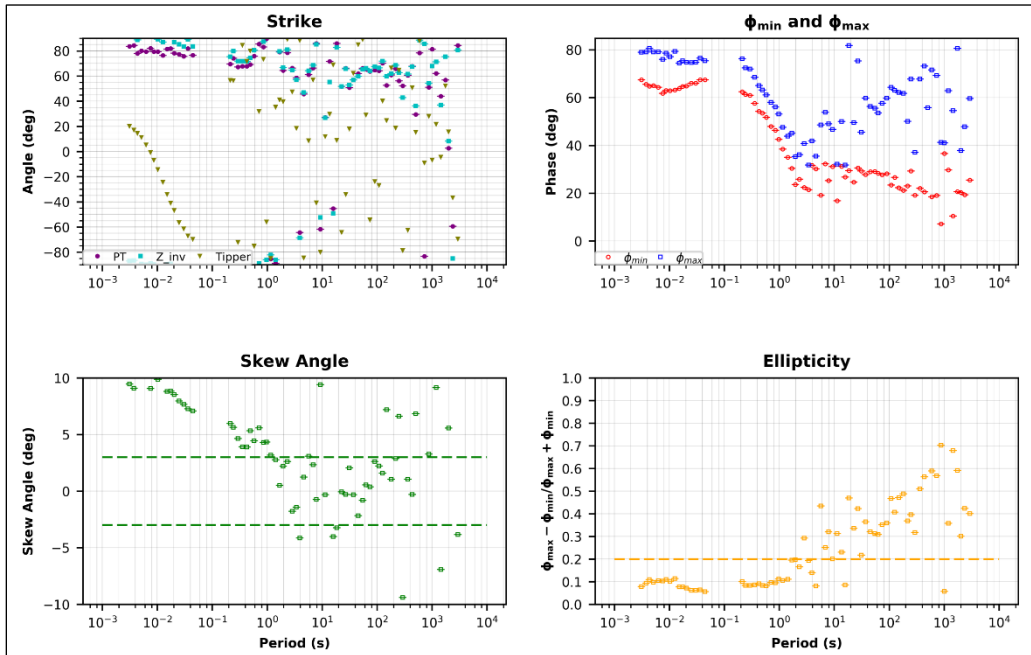 Strike
80
60
40
20
0
−20
−40
−60
−80
Angle (deg)
PT Z_inv Tipper
10⁻³ 10⁻² 10⁻¹ 10⁰ 10¹ 10² 10³ 10⁴
ϕmin and ϕmax
80
60
40
20
0
Phase (deg)
ϕmin ϕmax
10⁻³ 10⁻² 10⁻¹ 10⁰ 10¹ 10² 10³ 10⁴
Skew Angle
10
5
0
−5
−10
Skew Angle (deg)
10⁻³ 10⁻² 10⁻¹ 10⁰ 10¹ 10² 10³ 10⁴
Period (s)
Ellipticity
1.0
0.9
0.8
0.7
0.6
0.5
0.4
0.3
0.2
0.1
0.0
ϕmax − ϕmin/ϕmax + ϕmin
10⁻³ 10⁻² 10⁻¹ 10⁰ 10¹ 10² 10³ 10⁴
Period (s)